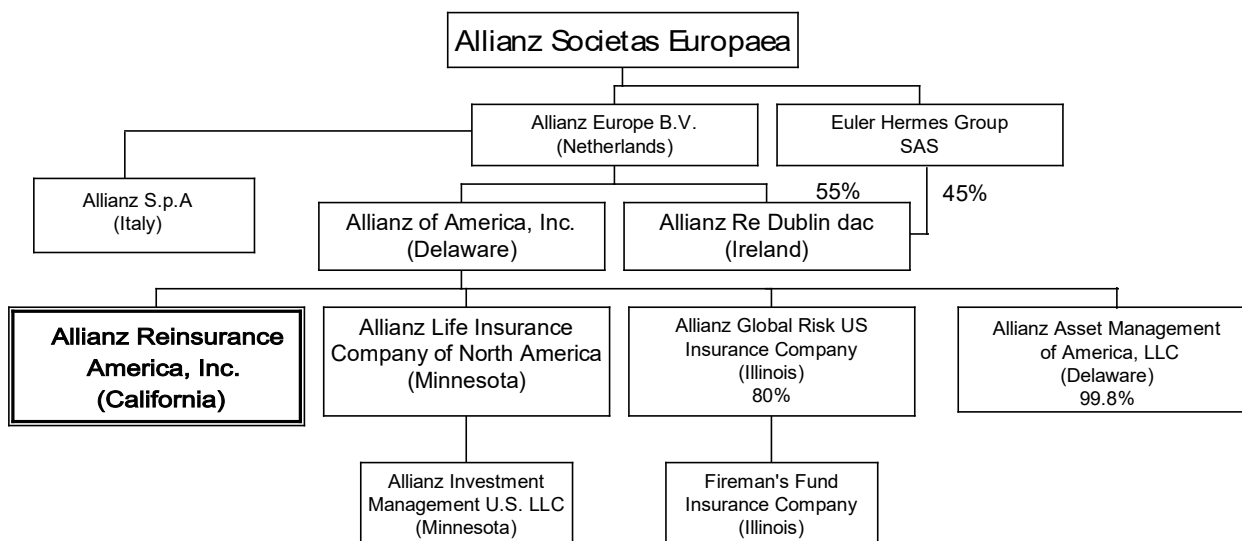 Allianz Societas Europaea
Allianz Europe B.V.
(Netherlands)
Euler Hermes Group
SAS
Allianz S.p.A
(Italy)
55%
45%
Allianz of America, Inc.
(Delaware)
Allianz Re Dublin dac
(Ireland)
Allianz Reinsurance
America, Inc.
(California)
Allianz Life Insurance
Company of North America
(Minnesota)
Allianz Global Risk US
Insurance Company
(Illinois)
80%
Allianz Asset Management
of America, LLC
(Delaware)
99.8%
Allianz Investment
Management U.S. LLC
(Minnesota)
Fireman's Fund
Insurance Company
(Illinois)